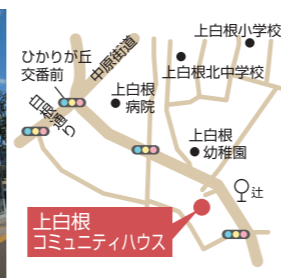 上白根小学校
ひかりが丘
交番前
中原街道
上白根北中学校
上白根
病院
白根通り
上白根
幼稚園
辻
上白根
コミュニティハウス